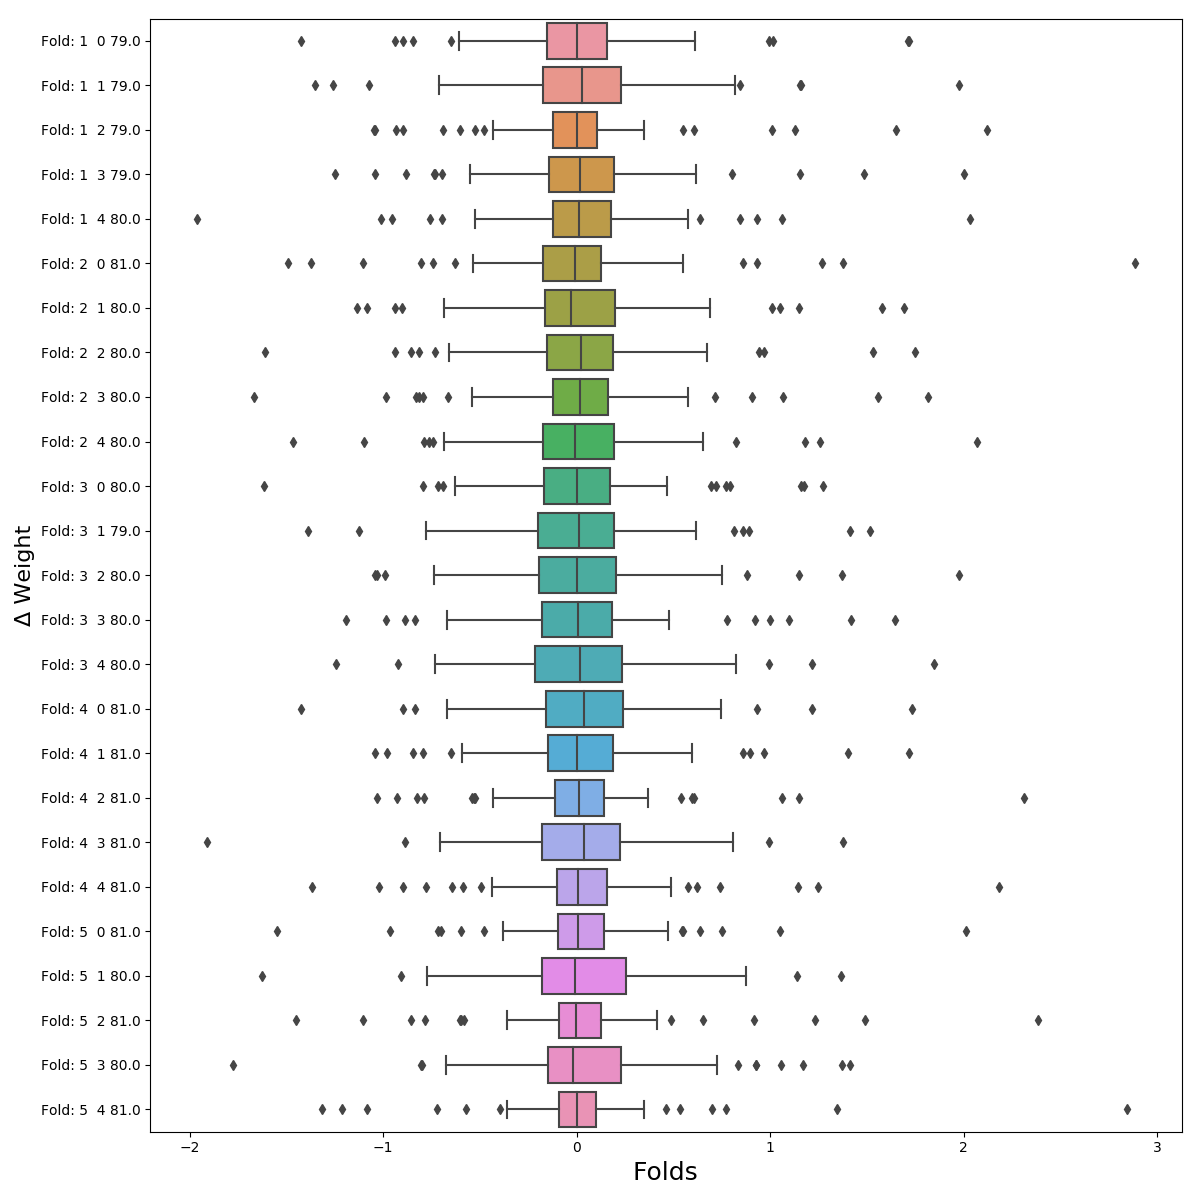 Fold: 1  0 79.0
Fold: 1  1 79.0
Fold: 1  2 79.0
Fold: 1  3 79.0
Fold: 1  4 80.0
Fold: 2  0 81.0
Fold: 2  1 80.0
Fold: 2  2 80.0
Fold: 2  3 80.0
Fold: 2  4 80.0
Fold: 3  0 80.0
Fold: 3  1 79.0
Fold: 3  2 80.0
Fold: 3  3 80.0
Fold: 3  4 80.0
Fold: 4  0 81.0
Fold: 4  1 81.0
Fold: 4  2 81.0
Fold: 4  3 81.0
Fold: 4  4 81.0
Fold: 5  0 81.0
Fold: 5  1 80.0
Fold: 5  2 81.0
Fold: 5  3 80.0
Fold: 5  4 81.0
Δ Weight
−2 −1 0 1 2 3
Folds